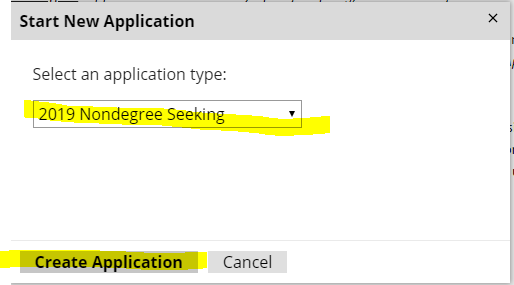 Start New Application ×
Select an application type:
2019 Nondegree Seeking
Create Application Cancel